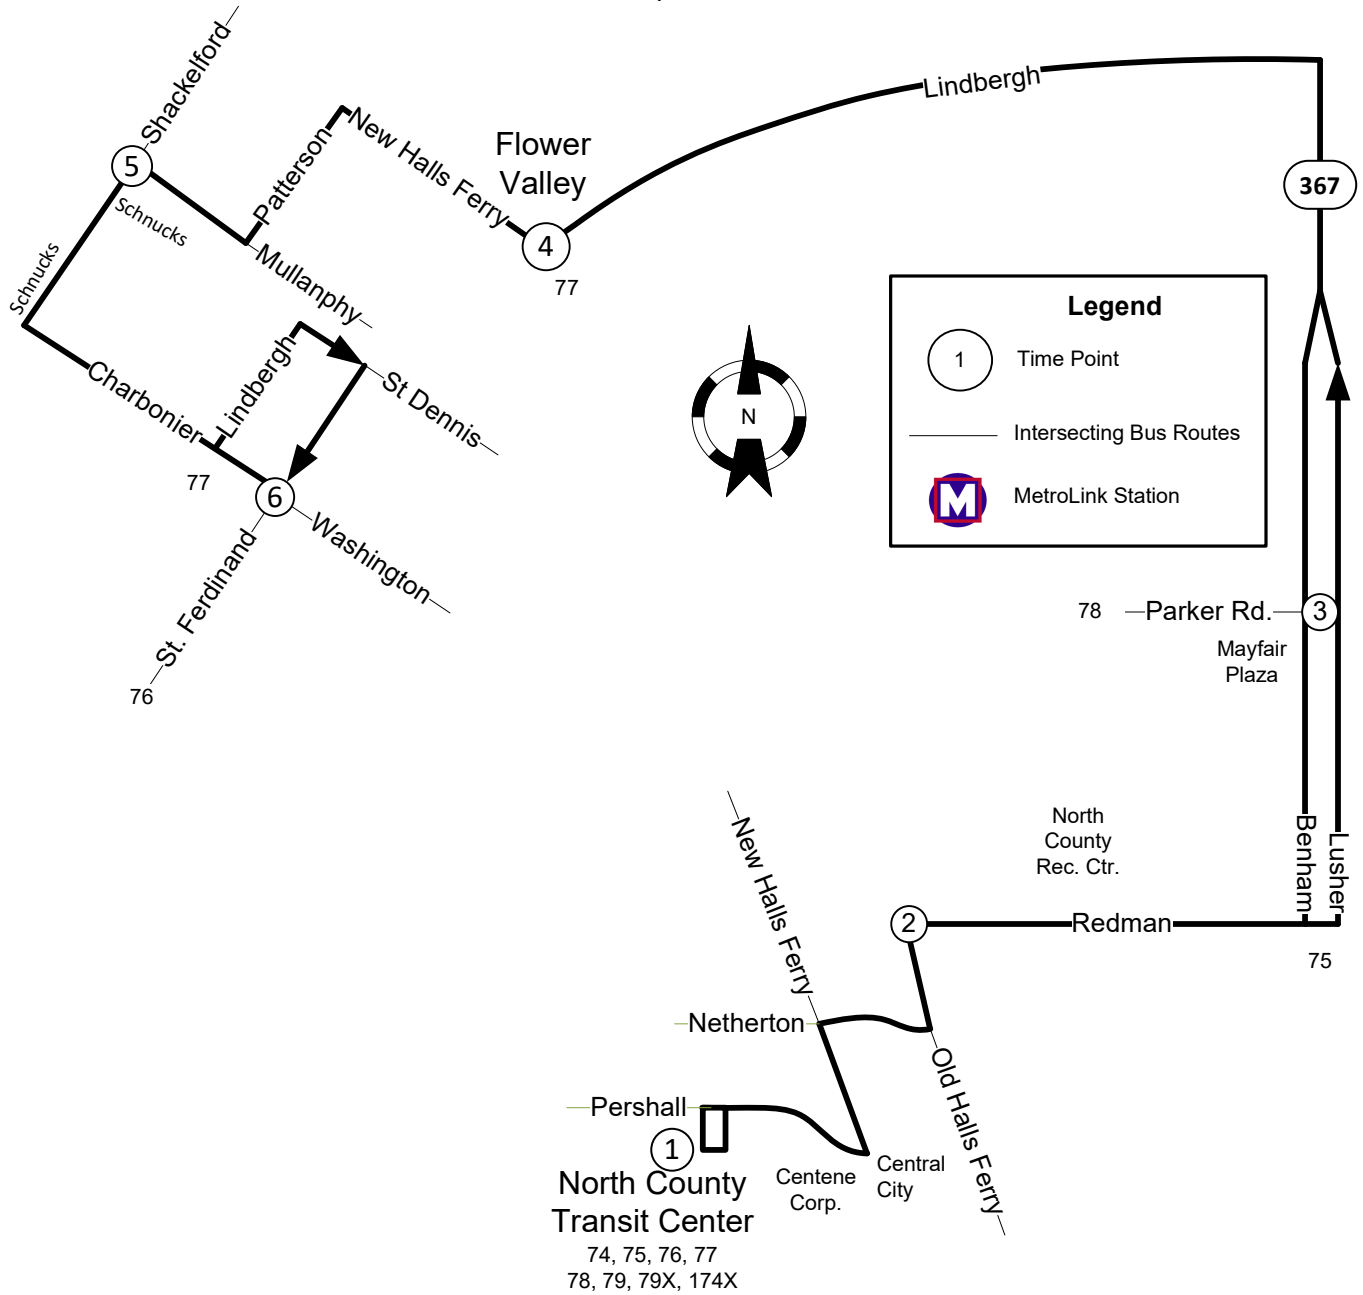 Shackelford
Lindbergh
New Halls Ferry
Patterson
Flower
Valley
5
367
Schnucks
4
77
Schnucks
Mullanphy
Legend
1
Time Point
Lindbergh
Charbonier
St Dennis
N
Intersecting Bus Routes
77
6
M
MetroLink Station
Washington
St. Ferdinand
76
78
Parker Rd.
3
Mayfair
Plaza
New Halls Ferry
North
County
Rec. Ctr.
Benham
Lusher
2
Redman
75
Netherton
Old Halls Ferry
Pershall
1
Centene
Corp.
Central
City
North County
Transit Center
74, 75, 76, 77
78, 79, 79X, 174X